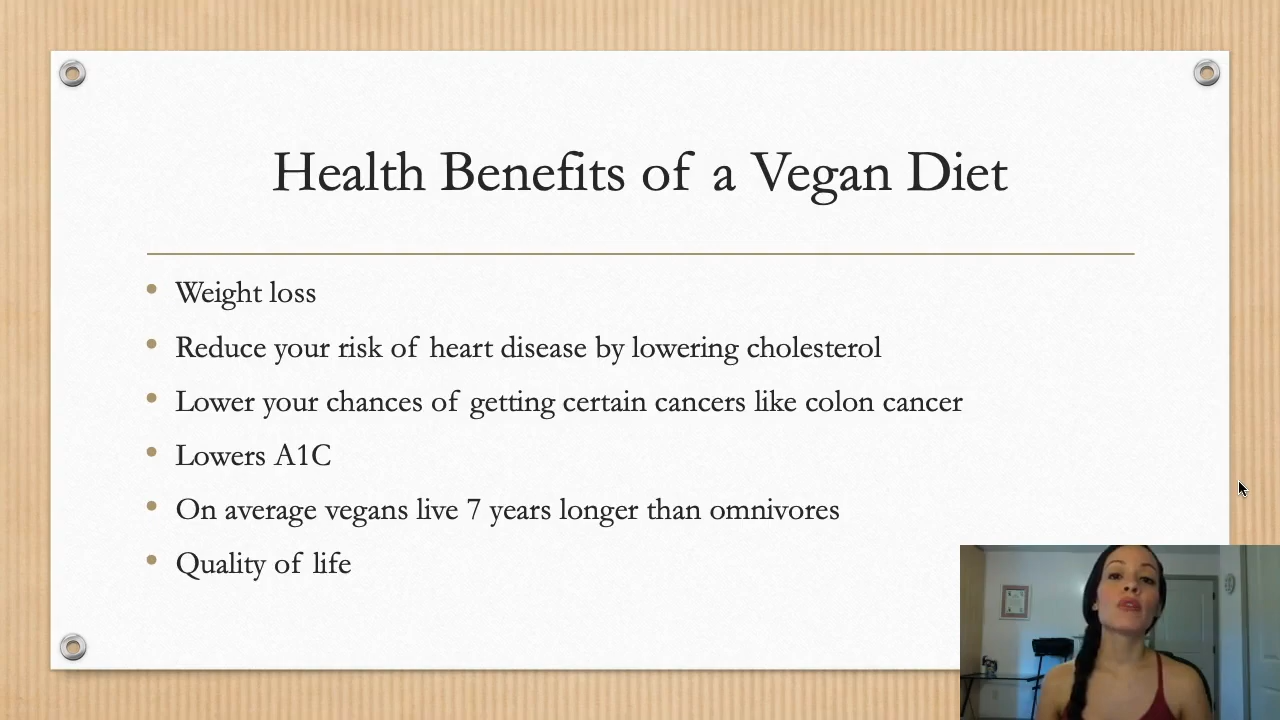 Health Benefits of a Vegan Diet
Weight loss
Reduce your risk of heart disease by lowering cholesterol
Lower your chances of getting certain cancers like colon cancer
Lowers A1C
On average vegans live 7 years longer than omnivores
Quality of life